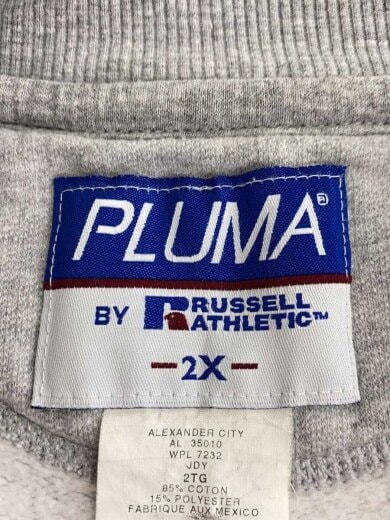 PLUMA®
BY RUSSELL
ATHLETIC™
2X
ALEXANDER CITY
AL 35010
WPL 7232
JDY
2TG
85% COTON
15% POLYESTER
FABRIQUE AUX MEXICO